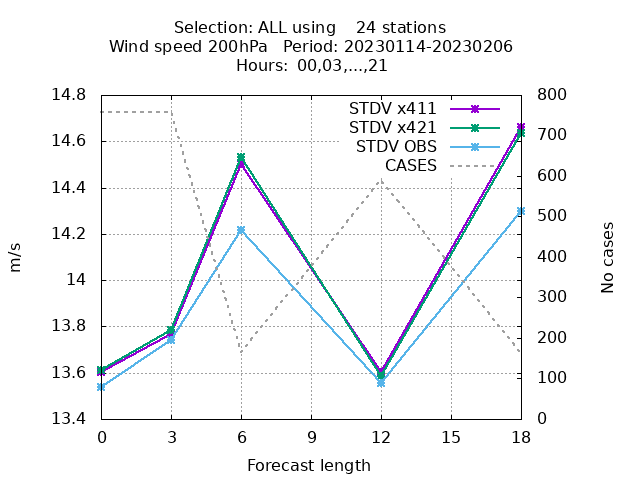 Selection: ALL using    24 stations
Wind speed 200hPa   Period: 20230114-20230206
Hours:  00,03,...,21
STDV x411
STDV x421
STDV OBS
CASES
14.8
14.6
14.4
14.2
14
13.8
13.6
13.4
m/s
800
700
600
500
400
300
200
100
0
No cases
0 3 6 9 12 15 18
Forecast length